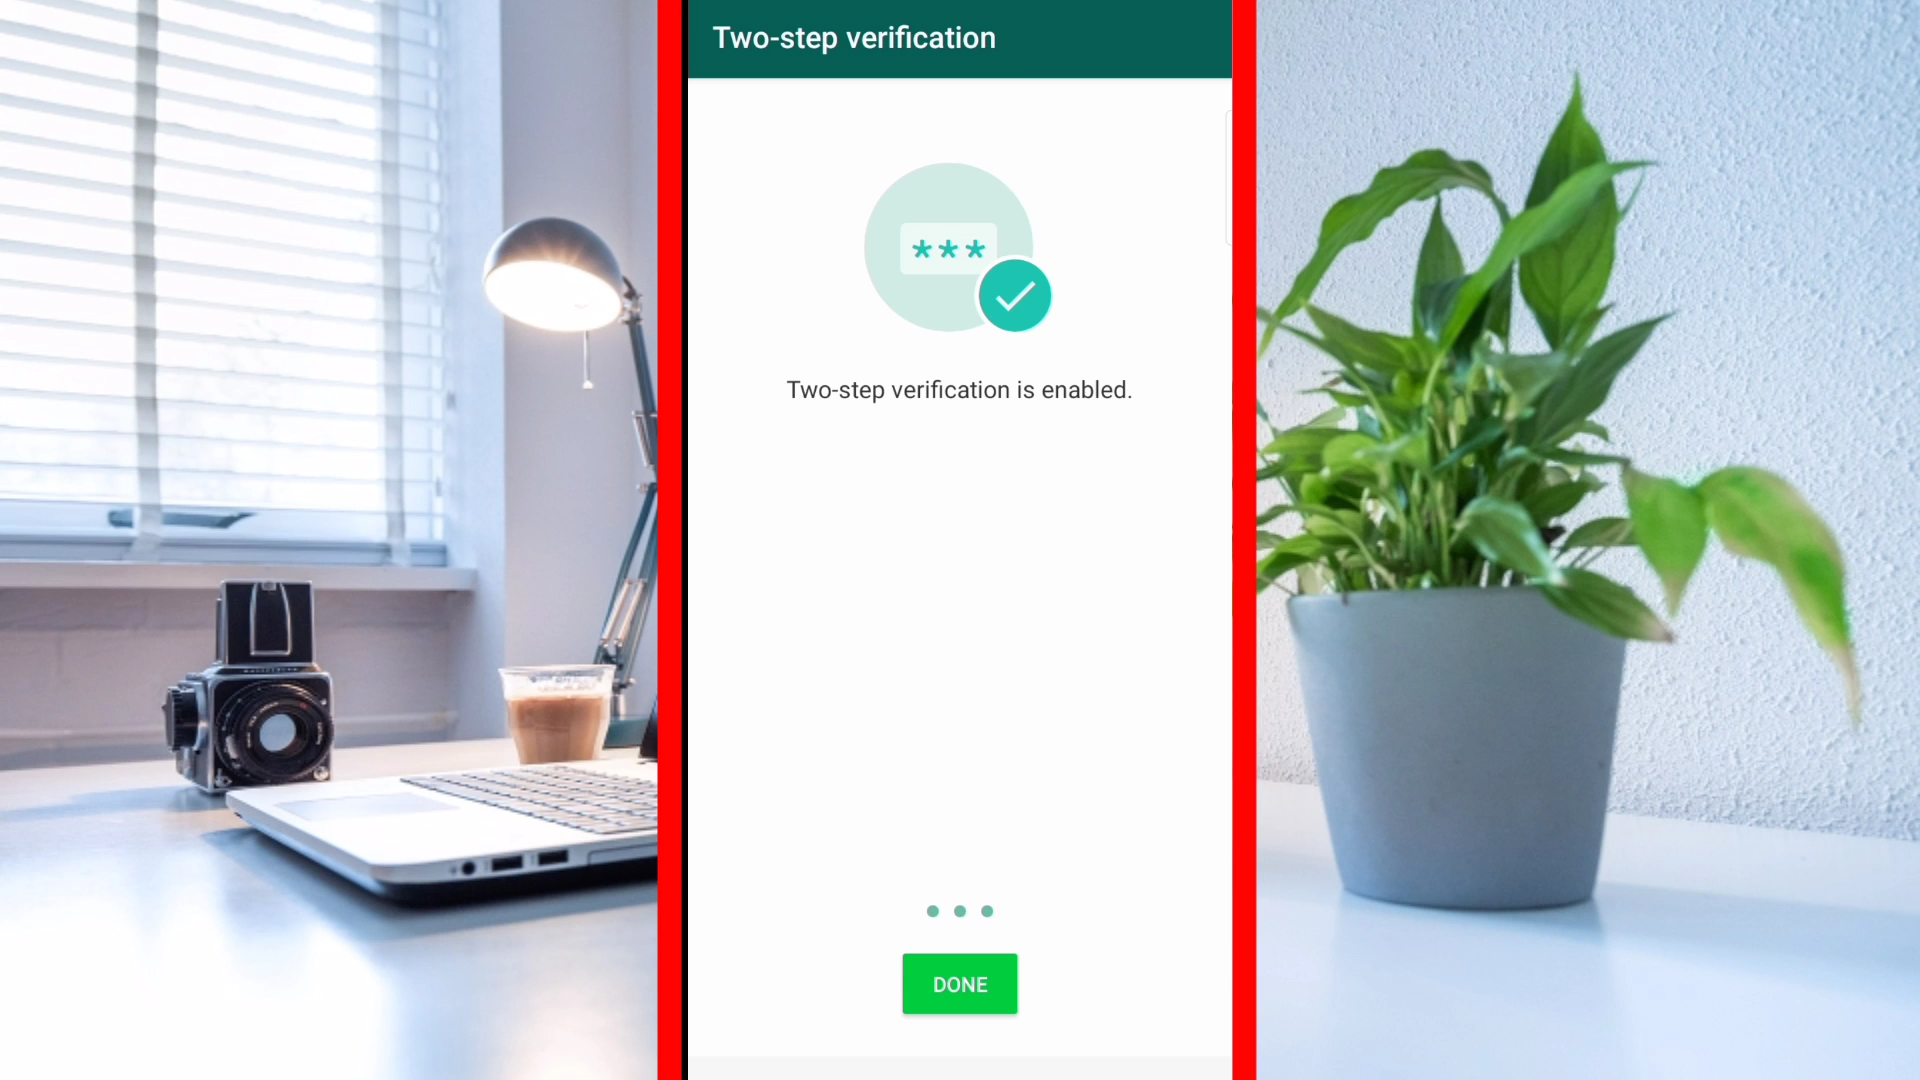 Two-step verification
***
Two-step verification is enabled.
DONE